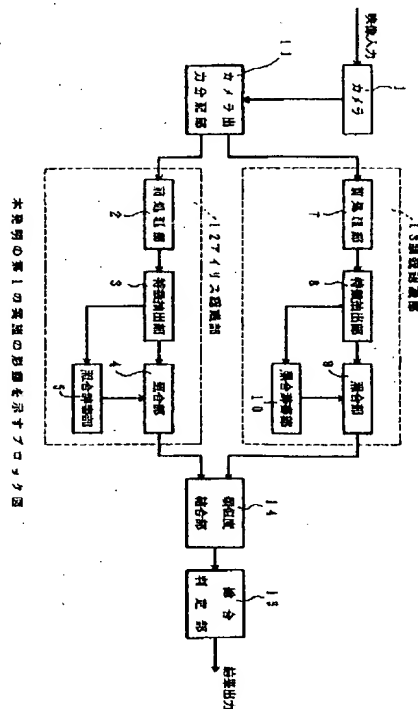 映像入力
カメラ
1
カメラ出
力分配部
11
13顔認識部
前処理部
7
特徴抽出部
8
照合部
9
照合辞書部
10
12アイリス認識部
前処理部
2
特徴抽出部
3
照合部
4
照合辞書部
5
類似度
結合部
14
統合
判定部
15
結果出力
本発明の第1の実施の形態を示すブロック図